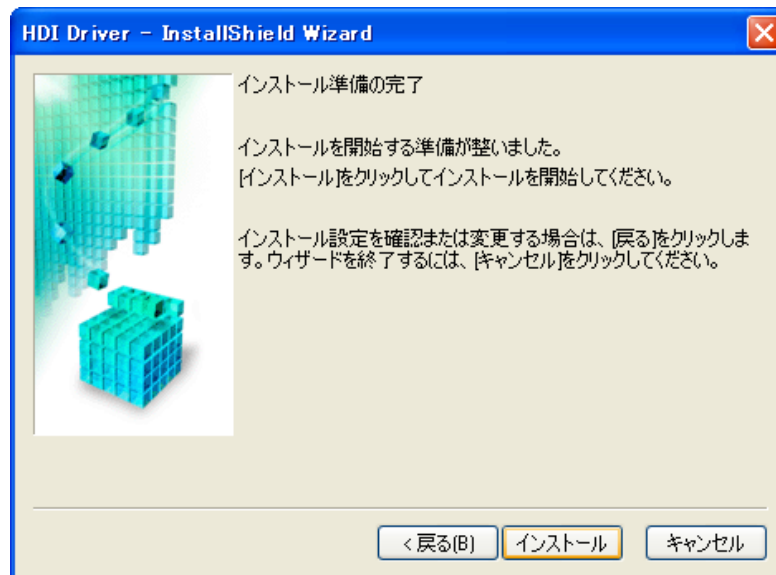 HDI Driver - InstallShield Wizard
インストール準備の完了
インストールを開始する準備が整いました。
[インストール]をクリックしてインストールを開始してください。
インストール設定を確認または変更する場合は、[戻る]をクリックしま
す。ウィザードを終了するには、[キャンセル]をクリックしてください。
< 戻る(B)
インストール
キャンセル